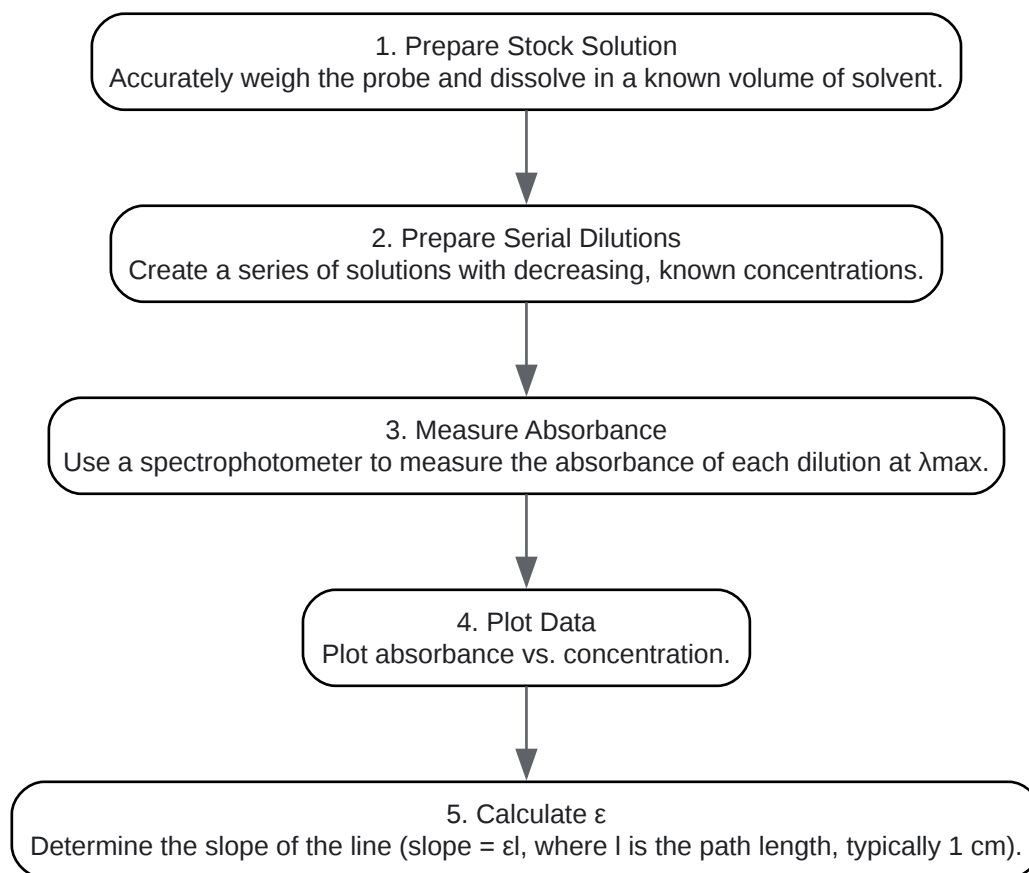 1. Prepare Stock Solution
Accurately weigh the probe and dissolve in a known volume of solvent.
2. Prepare Serial Dilutions
Create a series of solutions with decreasing, known concentrations.
3. Measure Absorbance
Use a spectrophotometer to measure the absorbance of each dilution at λmax.
4. Plot Data
Plot absorbance vs. concentration.
5. Calculate ε
Determine the slope of the line (slope = εl, where l is the path length, typically 1 cm).